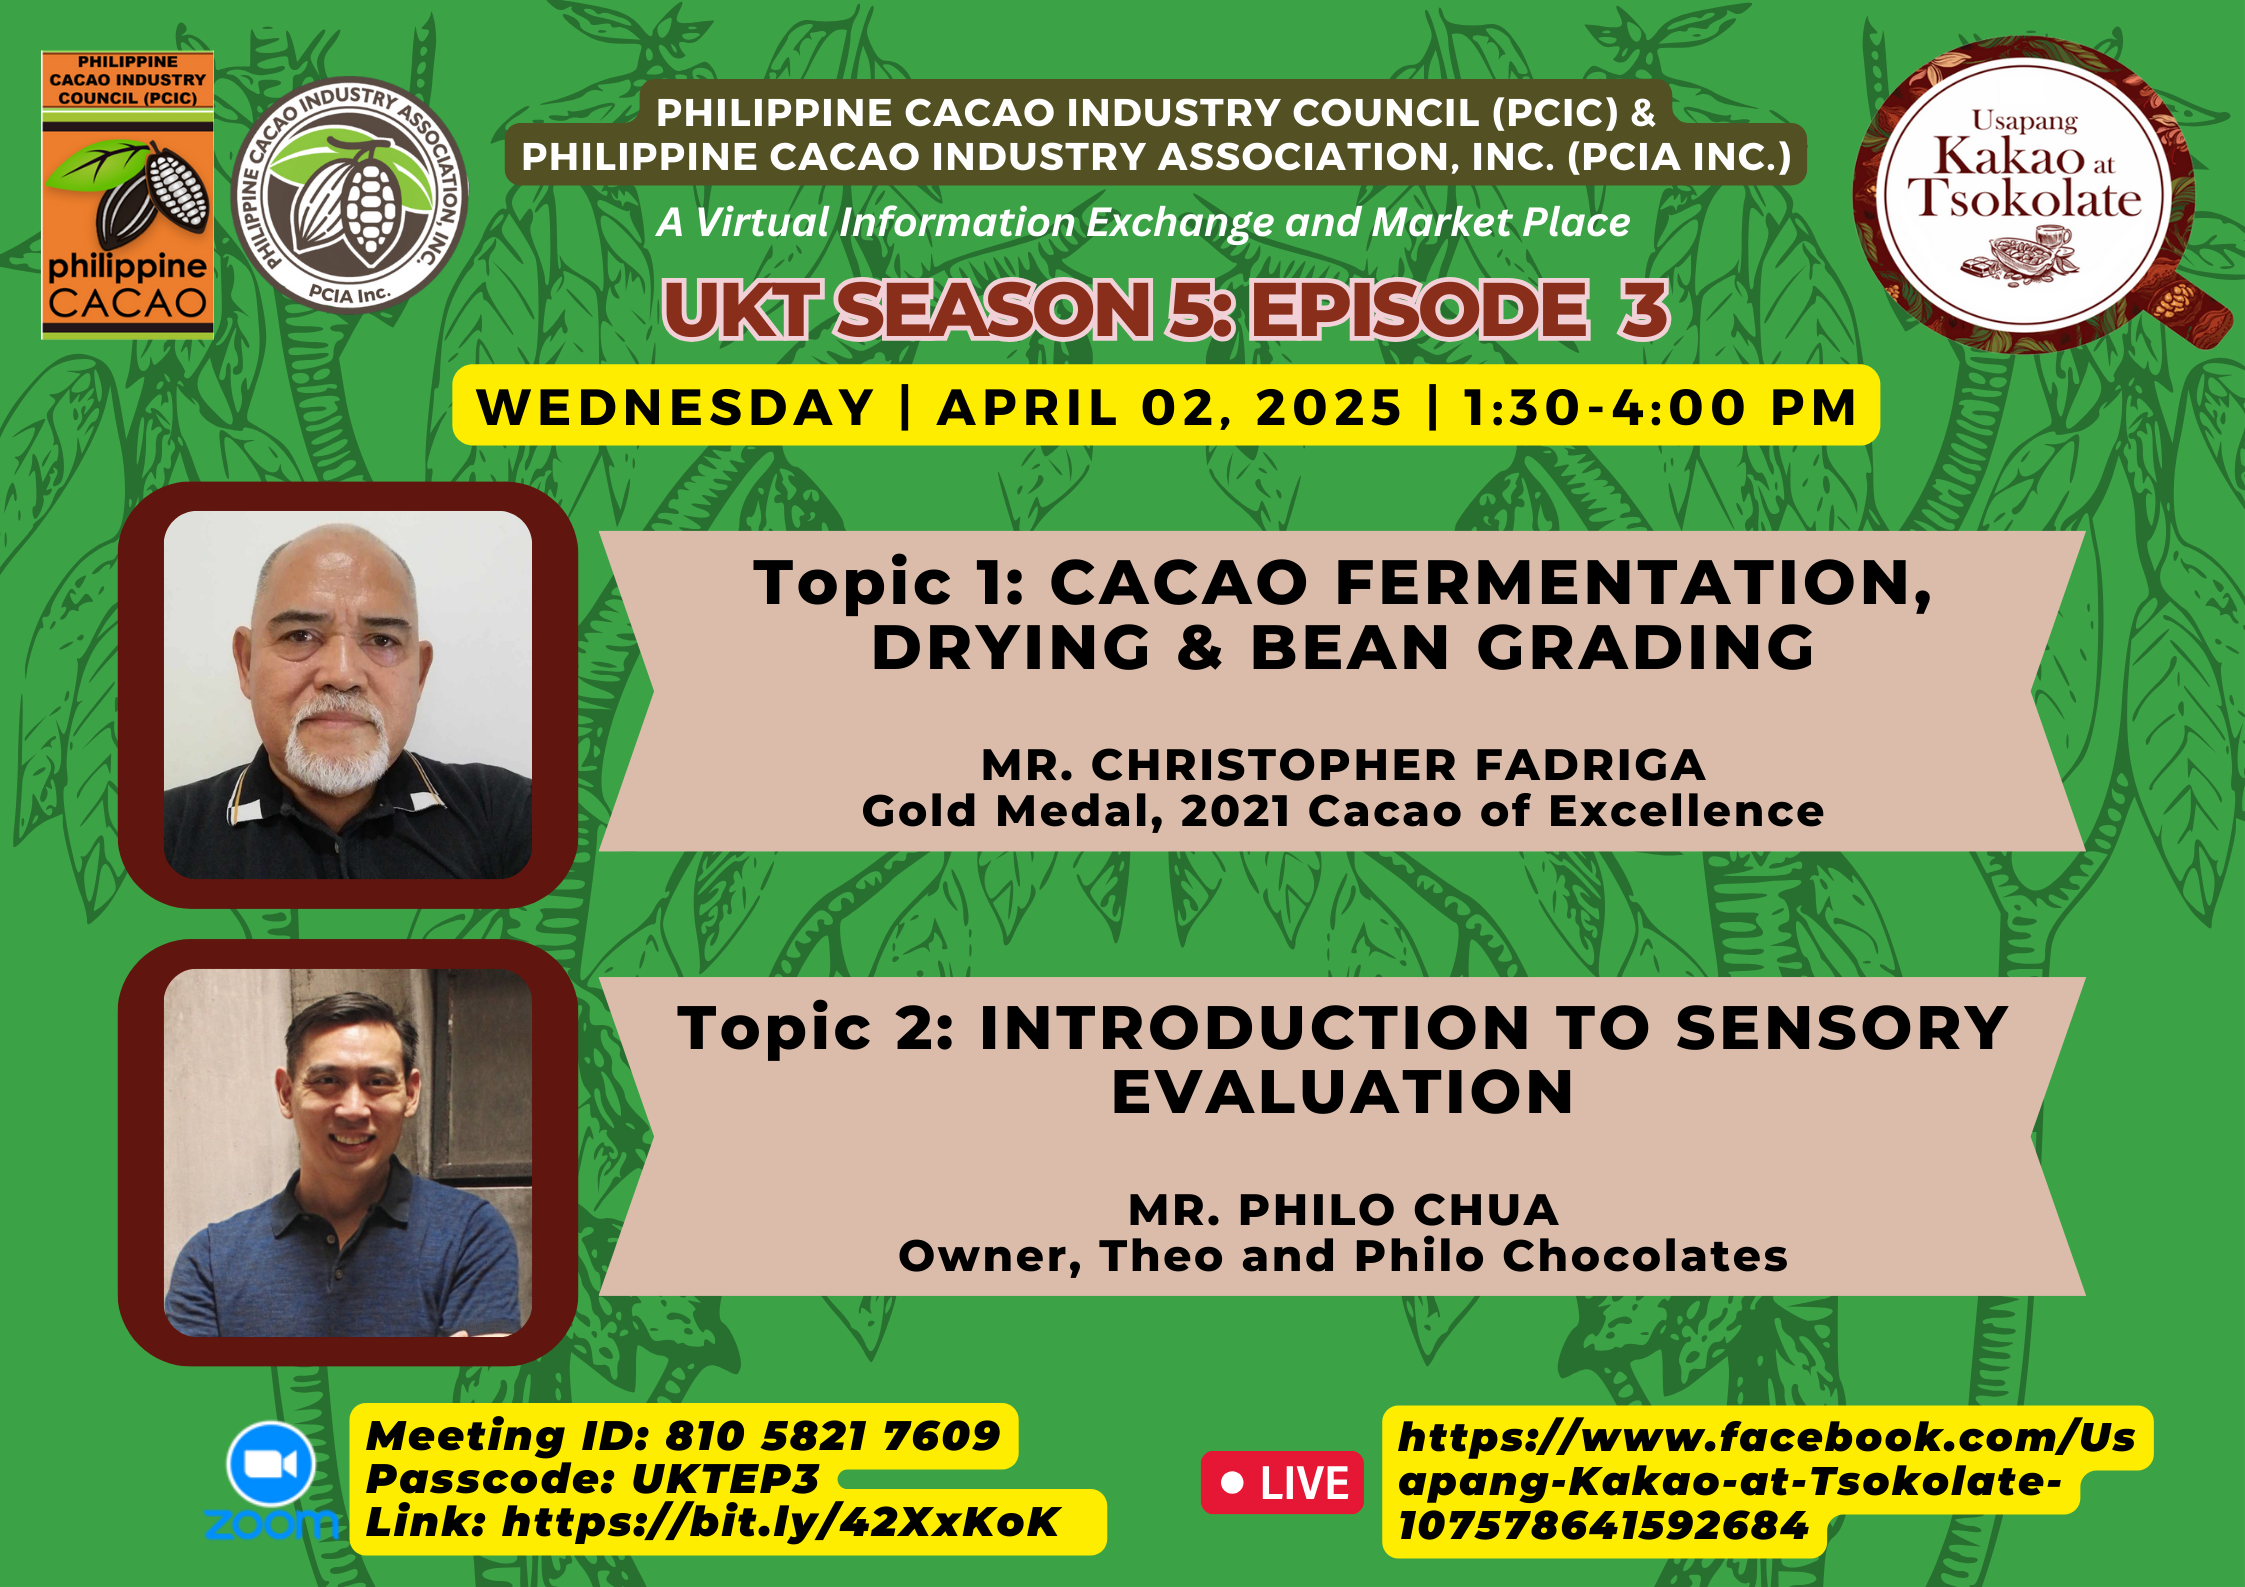 PHILIPPINE
CACAO INDUSTRY
COUNCIL (PCIC)
philippine
CACAO
PHILIPPINE CACAO INDUSTRY ASSOCIATION, INC.
PCIA Inc.
PHILIPPINE CACAO INDUSTRY COUNCIL (PCIC) &
PHILIPPINE CACAO INDUSTRY ASSOCIATION, INC. (PCIA INC.)
A Virtual Information Exchange and Market Place
UKT SEASON 5: EPISODE 3
Usapang
Kakao at
Tsokolate
WEDNESDAY | APRIL 02, 2025 | 1:30-4:00 PM
Topic 1: CACAO FERMENTATION,
DRYING & BEAN GRADING
MR. CHRISTOPHER FADRIGA
Gold Medal, 2021 Cacao of Excellence
Topic 2: INTRODUCTION TO SENSORY
EVALUATION
MR. PHILO CHUA
Owner, Theo and Philo Chocolates
zoom
Meeting ID: 810 5821 7609
Passcode: UKTEP3
Link: https://bit.ly/42XxKoK
LIVE
https://www.facebook.com/Us
apang-Kakao-at-Tsokolate-
107578641592684